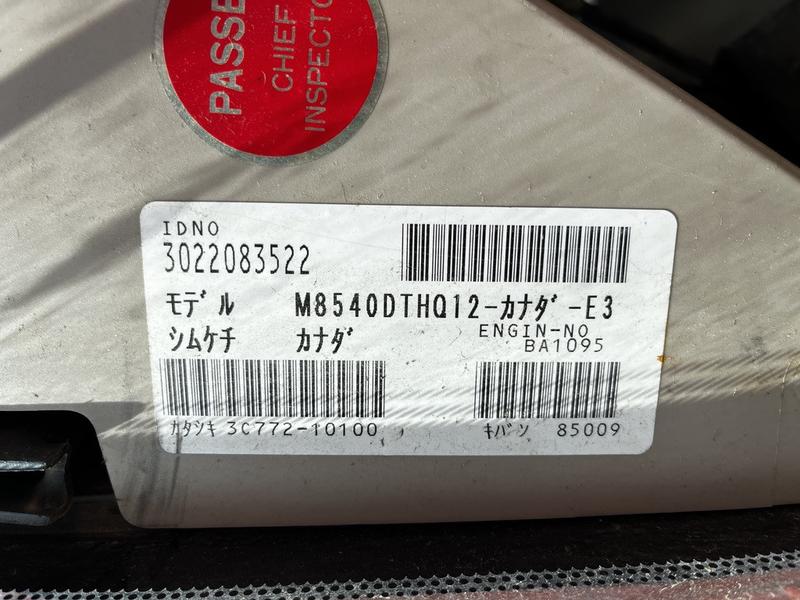 PASSE
CHIEF
INSPECTO
IDNO
3022083522
モデル M8540DTHQ12-カナダ-E3
シムケチ カナダ
ENGIN-NO
BA1095
カタシキ 3C772-10100
キバン 85009